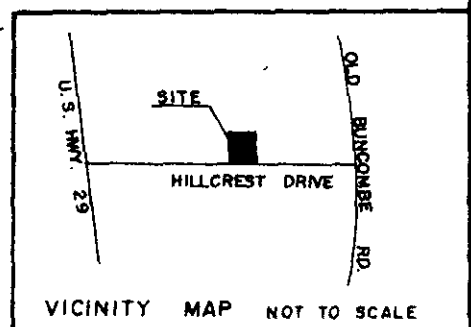 SITE
U.S. HWY. 29
OLD BUNCOMBE RD.
HILLCREST DRIVE
VICINITY MAP NOT TO SCALE